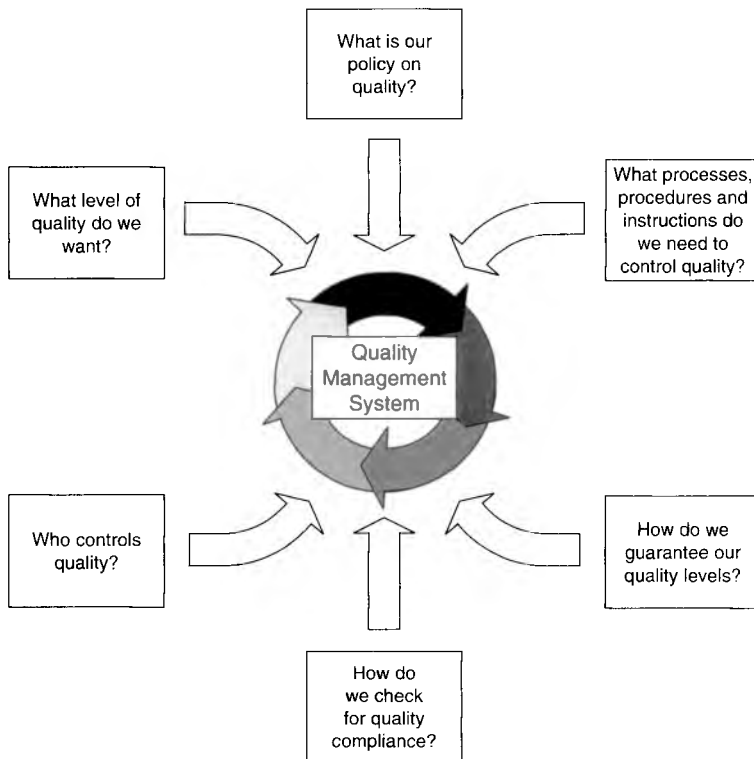 What is our
policy on
quality?
What level of
quality do we
want?
What processes,
procedures and
instructions do
we need to
control quality?
Quality
Management
System
Who controls
quality?
How do we
guarantee our
quality levels?
How do
we check
for quality
compliance?